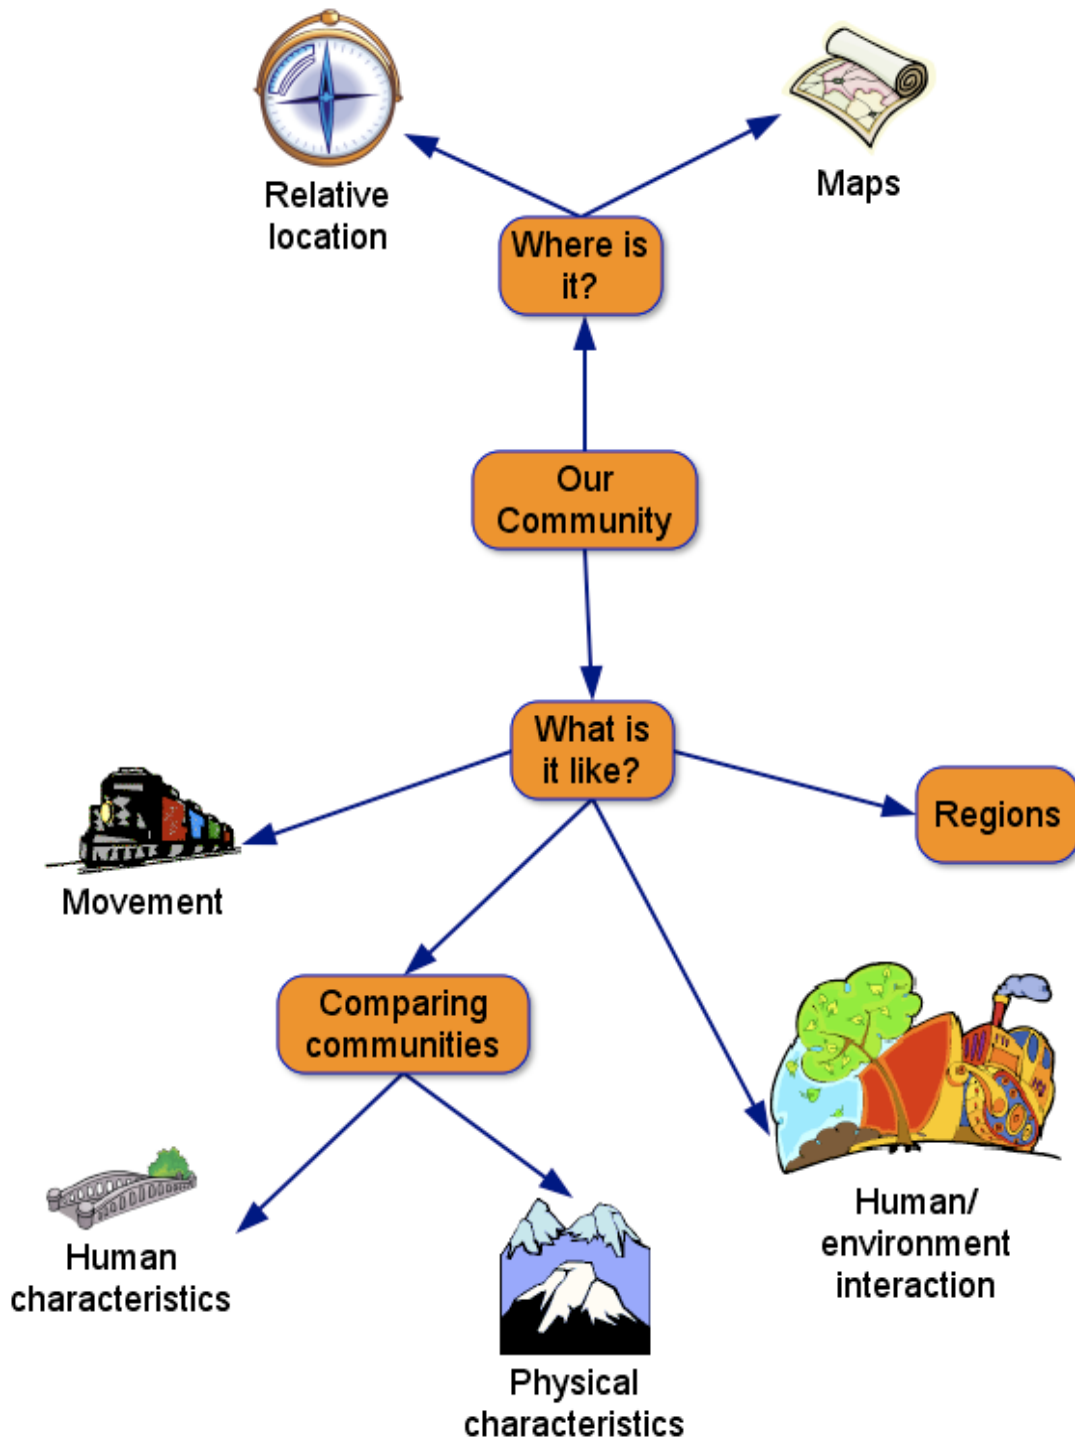 Relative
location
Maps
Where is
it?
Our
Community
What is
it like?
Regions
Movement
Comparing
communities
Human
characteristics
Physical
characteristics
Human/
environment
interaction